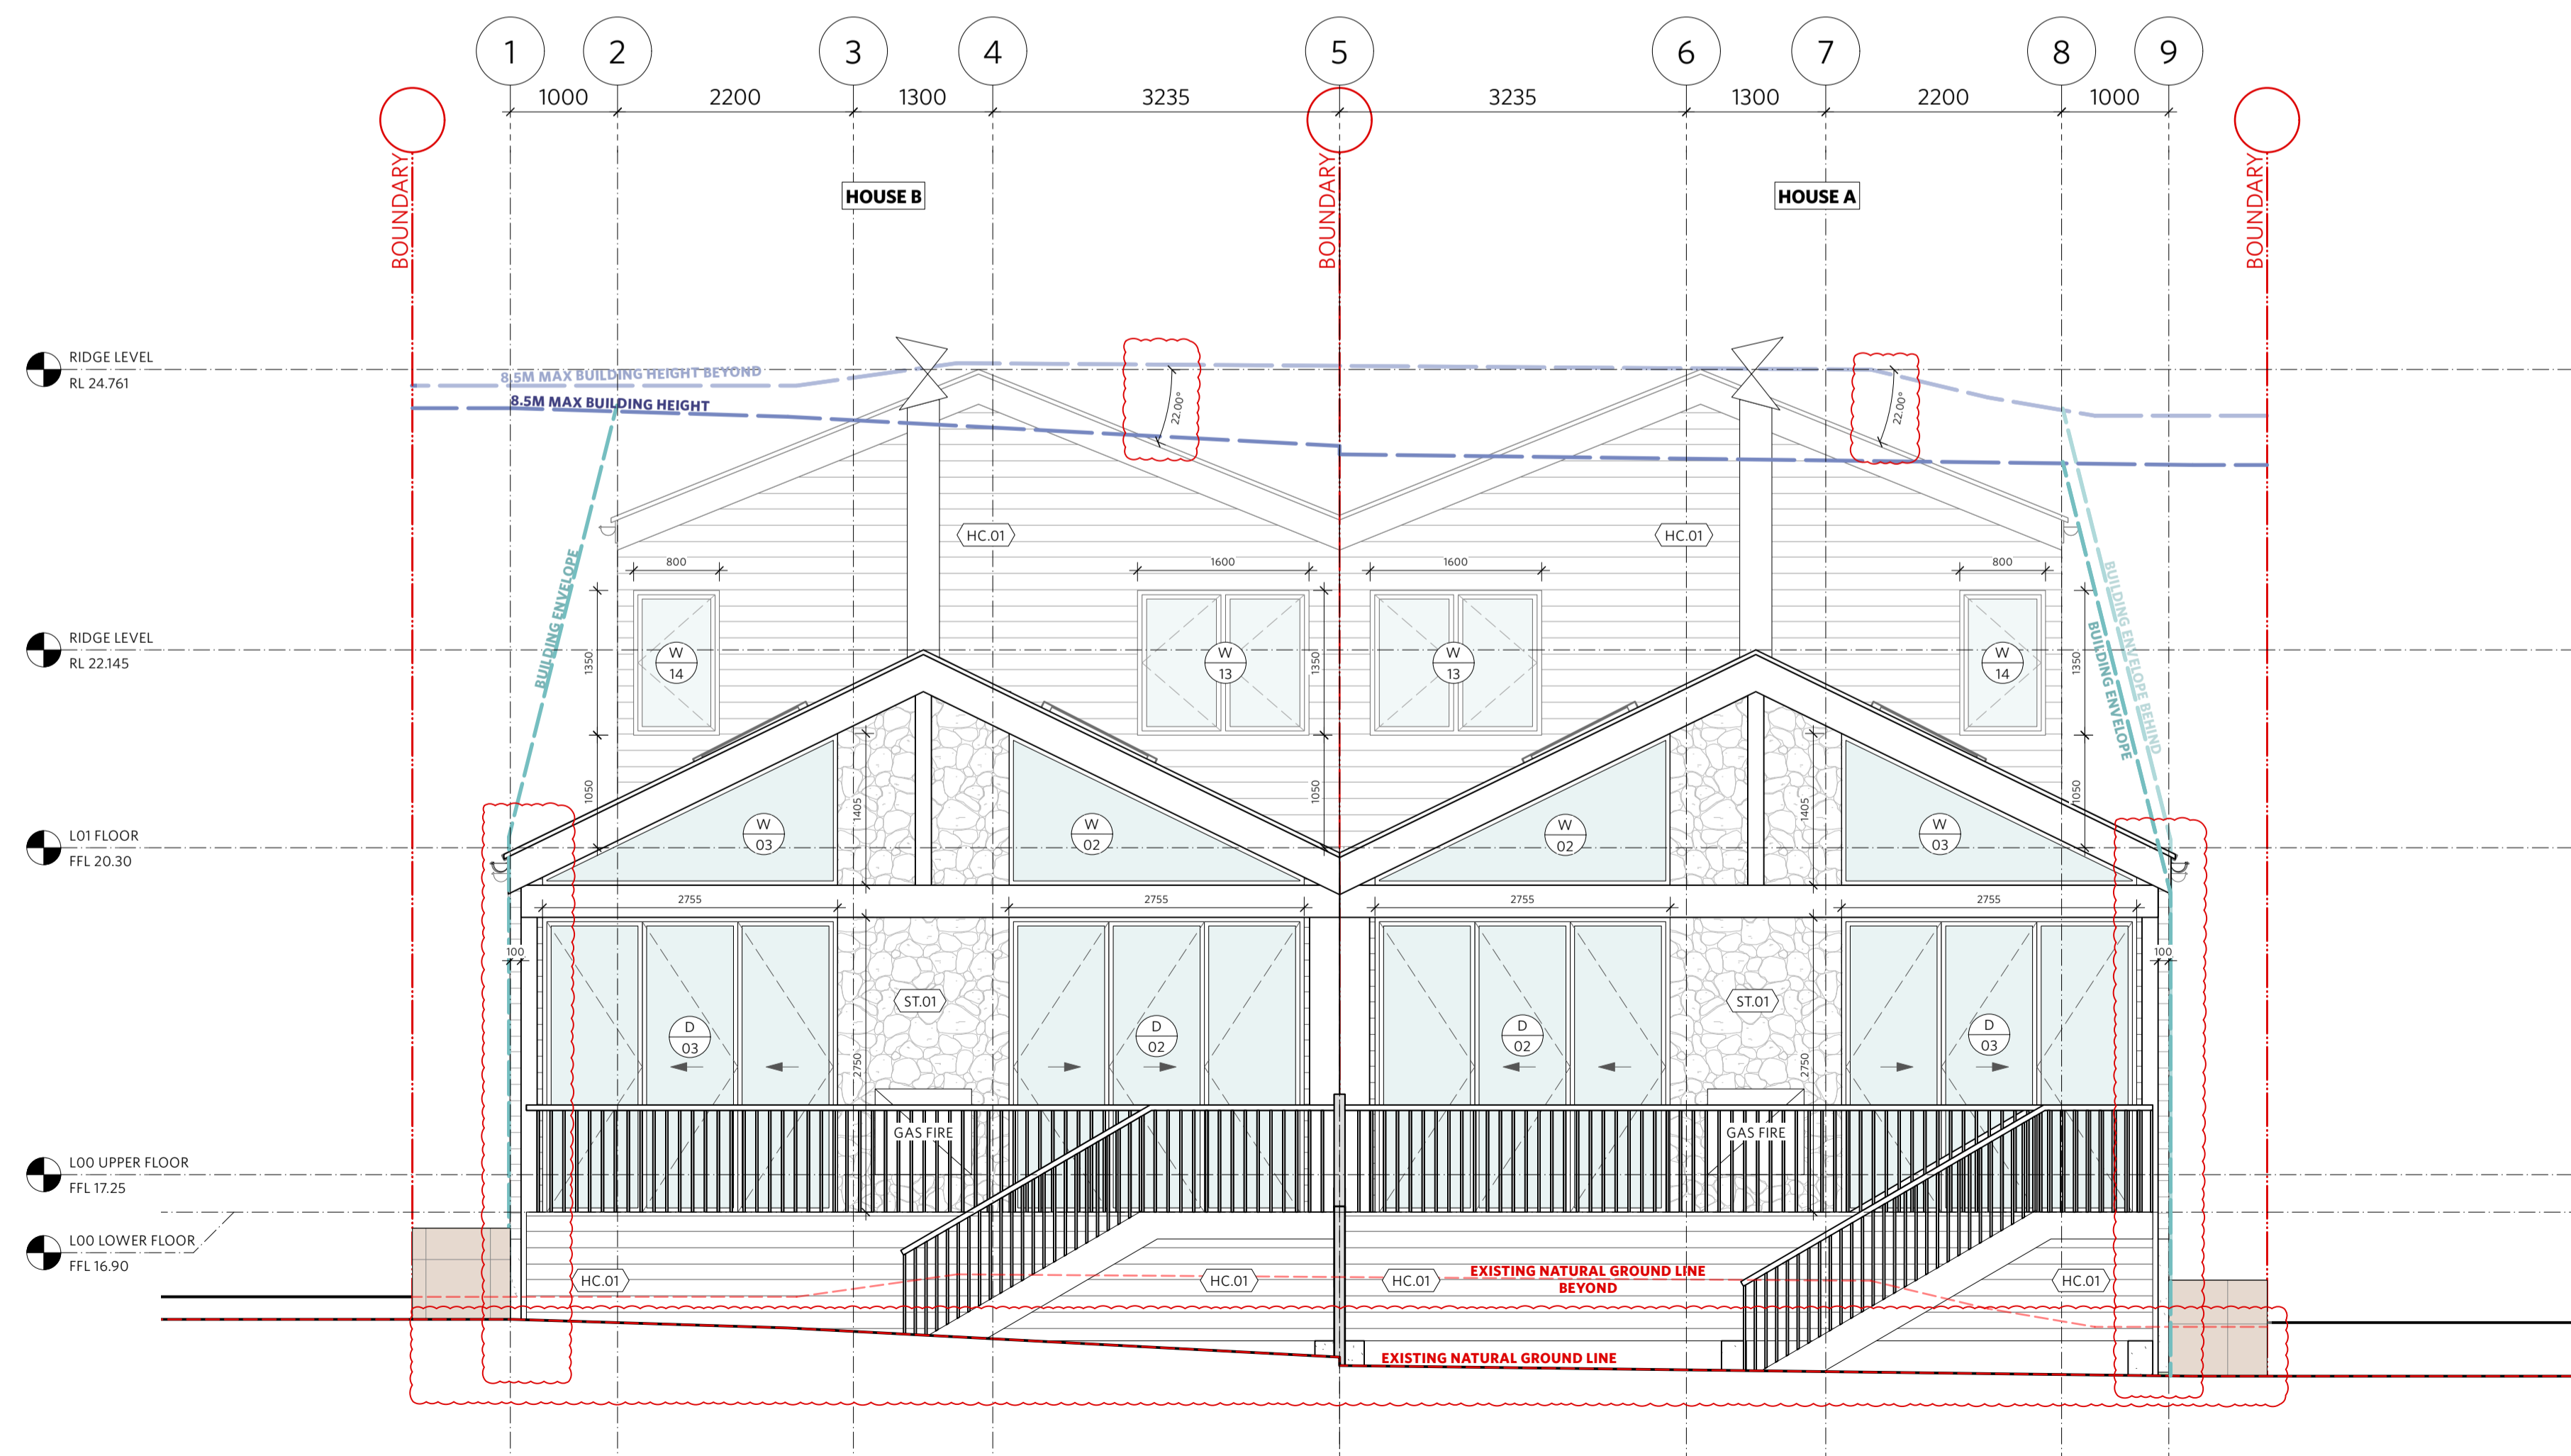 1
2
3
4
5
6
7
8
9
1000
2200
1300
3235
3235
1300
2200
1000
BOUNDARY
BOUNDARY
BOUNDARY
HOUSE B
HOUSE A
RIDGE LEVEL
RL 24.761
8.5M MAX BUILDING HEIGHT BEYOND
8.5M MAX BUILDING HEIGHT
22.00°
22.00°
HC.01
HC.01
800
1600
1600
800
BUILDING ENVELOPE
BUILDING ENVELOPE BEHIND
BUILDING ENVELOPE
RIDGE LEVEL
RL 22.145
1350
W
14
W
13
1350
W
13
W
14
1350
1050
1405
1050
1405
1050
L01 FLOOR
FFL 20.30
W
03
W
02
W
02
W
03
2755
2755
2755
2755
100
100
ST.01
ST.01
D
03
D
02
D
02
D
03
2750
2750
GAS FIRE
GAS FIRE
L00 UPPER FLOOR
FFL 17.25
L00 LOWER FLOOR
FFL 16.90
HC.01
HC.01
HC.01
HC.01
EXISTING NATURAL GROUND LINE
BEYOND
EXISTING NATURAL GROUND LINE